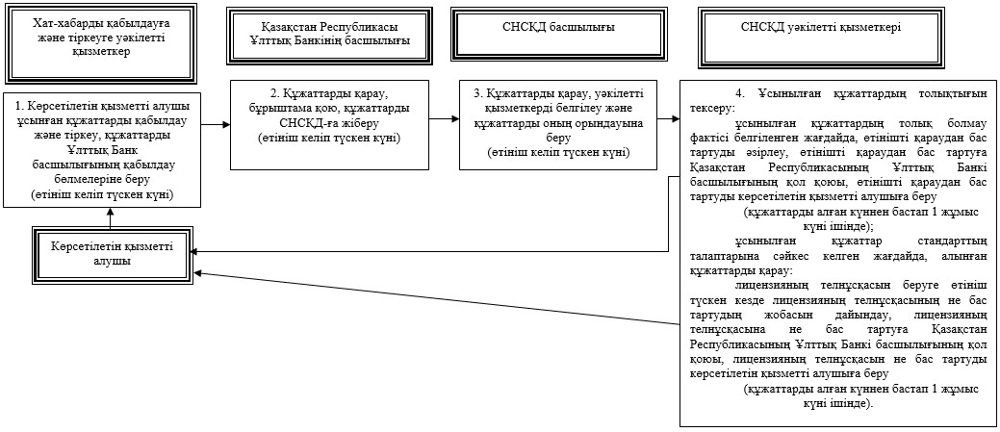 Хат-хабарды қабылдауға
және тіркеуге уәкілетті
қызметкер
Қазақстан Республикасы
Ұлттық Банкінің басшылығы
СНСҚД басшылығы
СНСҚД уәкілетті қызметкері
1. Көрсетілетін қызметті алушы
ұсынған құжаттарды қабылдау
және тіркеу, құжаттарды
Ұлттық Банк
басшылығының қабылдау
бөлмелеріне беру
(өтініш келіп түскен күні)
2. Құжаттарды қарау,
бұрыштама қою, құжаттарды
СНСҚД-ға жіберу
(өтініш келіп түскен күні)
3. Құжаттарды қарау, уәкілетті
қызметкерді белгілеу және
құжаттарды оның орындауына
беру
(өтініш келіп түскен күні)
4. Ұсынылған құжаттардың толықтығын
тексеру:
ұсынылған құжаттардың толық болмау
фактісі белгіленген жағдайда, өтінішті қараудан бас
тартуды әзірлеу, өтінішті қараудан бас тартуға
Қазақстан Республикасының Ұлттық Банкі
басшылығының қол қоюы, өтінішті қараудан бас
тартуды көрсетілетін қызметті алушыға беру
(құжаттарды алған күннен бастап 1 жұмыс
күні ішінде);
ұсынылған құжаттар стандарттың
талаптарына сәйкес келген жағдайда, алынған
құжаттарды қарау:
лицензияның телнұсқасын беруге өтініш
түскен кезде лицензияның телнұсқасының не бас
тартудың жобасын дайындау, лицензияның
телнұсқасына не бас тартуға Қазақстан
Республикасының Ұлттық Банкі басшылығының қол
қоюы, лицензияның телнұсқасын не бас тартуды
көрсетілетін қызметті алушыға беру
(құжаттарды алған күннен бастап 1 жұмыс
күні ішінде).
Көрсетілетін қызметті
алушы